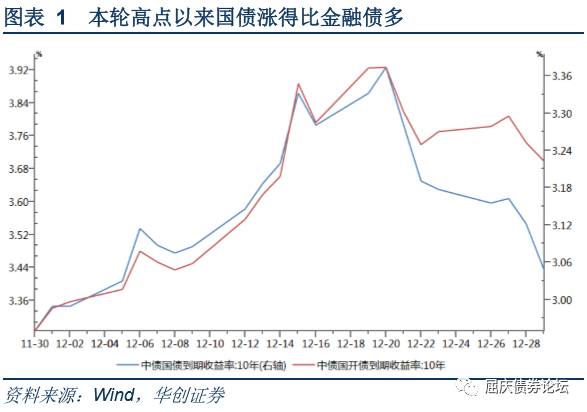 图表 1 本轮高点以来国债涨得比金融债多
% %
3.92 3.36
3.84
3.76 3.30
3.68 3.24
3.60 3.18
3.52 3.12
3.44 3.06
3.36 3.00
11-30 12-02 12-04 12-06 12-08 12-10 12-12 12-14 12-16 12-18 12-20 12-22 12-24 12-26 12-28
中债国债到期收益率:10年(右轴) 中债国开债到期收益率:10年
资料来源：Wind，华创证券
屈庆债券论坛